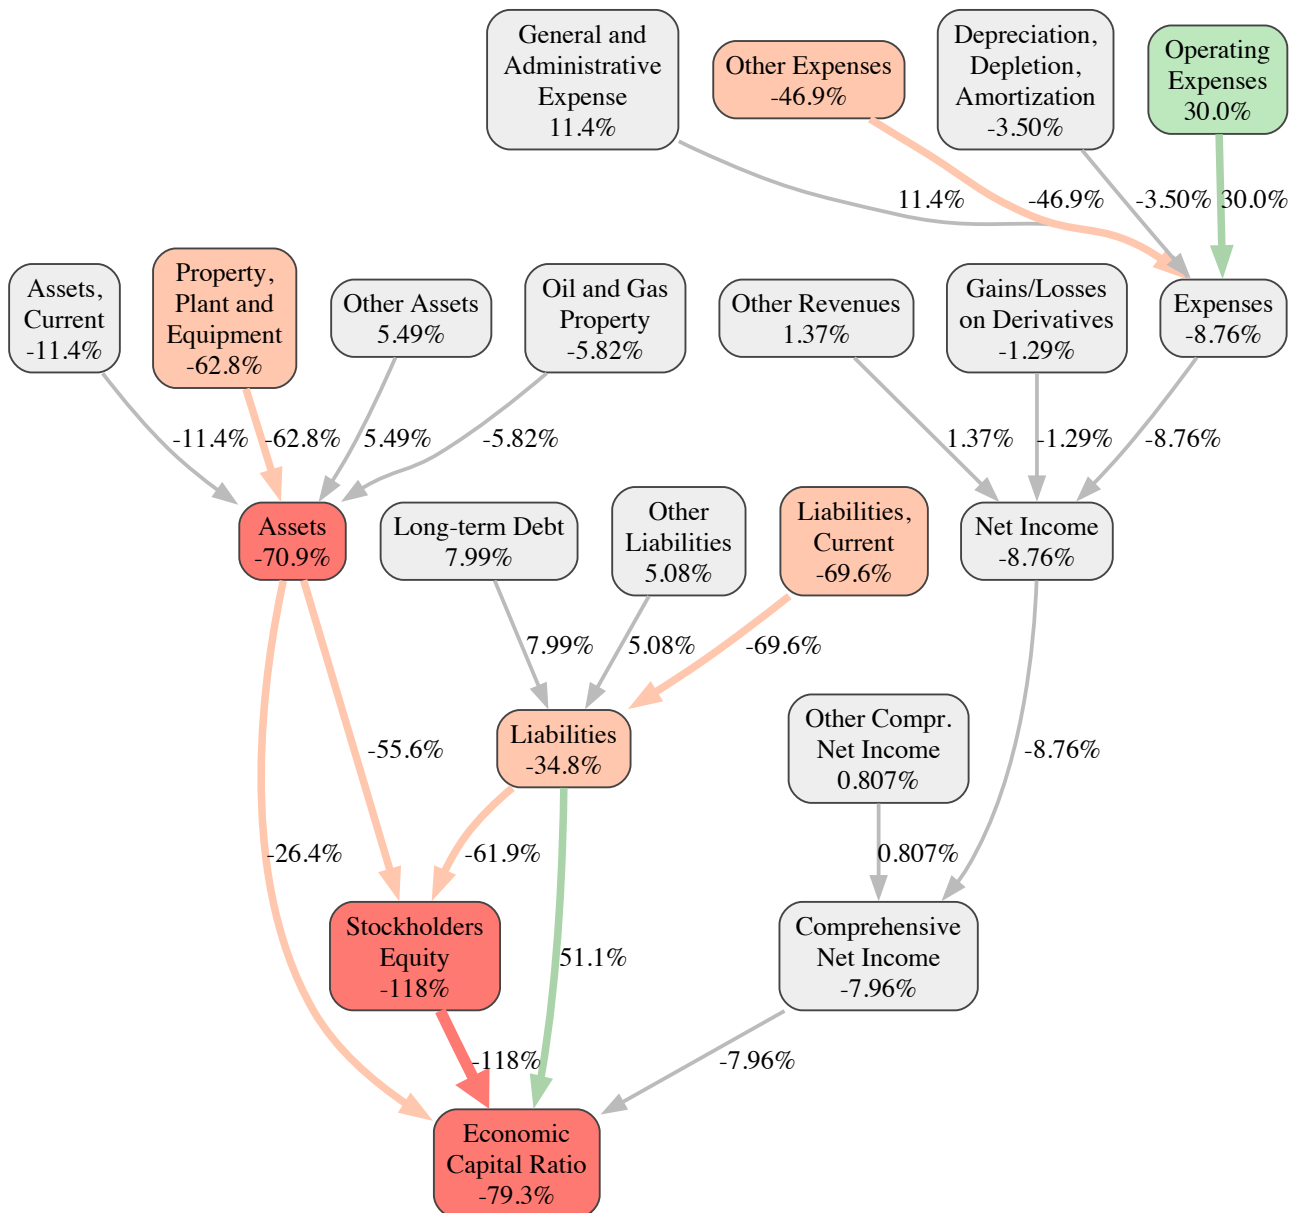 General and
Administrative
Expense
11.4%
Other Expenses
-46.9%
Depreciation,
Depletion,
Amortization
-3.50%
Operating
Expenses
30.0%
11.4%
-46.9%
-3.50%
30.0%
Assets,
Current
-11.4%
Property,
Plant and
Equipment
-62.8%
Other Assets
5.49%
Oil and Gas
Property
-5.82%
Other Revenues
1.37%
Gains/Losses
on Derivatives
-1.29%
Expenses
-8.76%
-11.4%
-62.8%
5.49%
-5.82%
1.37%
-1.29%
-8.76%
Assets
-70.9%
Long-term Debt
7.99%
Other
Liabilities
5.08%
Liabilities,
Current
-69.6%
Net Income
-8.76%
7.99%
5.08%
-69.6%
-55.6%
Liabilities
-34.8%
Other Compr.
Net Income
0.807%
-8.76%
-26.4%
-61.9%
0.807%
Stockholders
Equity
-118%
51.1%
Comprehensive
Net Income
-7.96%
-118%
-7.96%
Economic
Capital Ratio
-79.3%